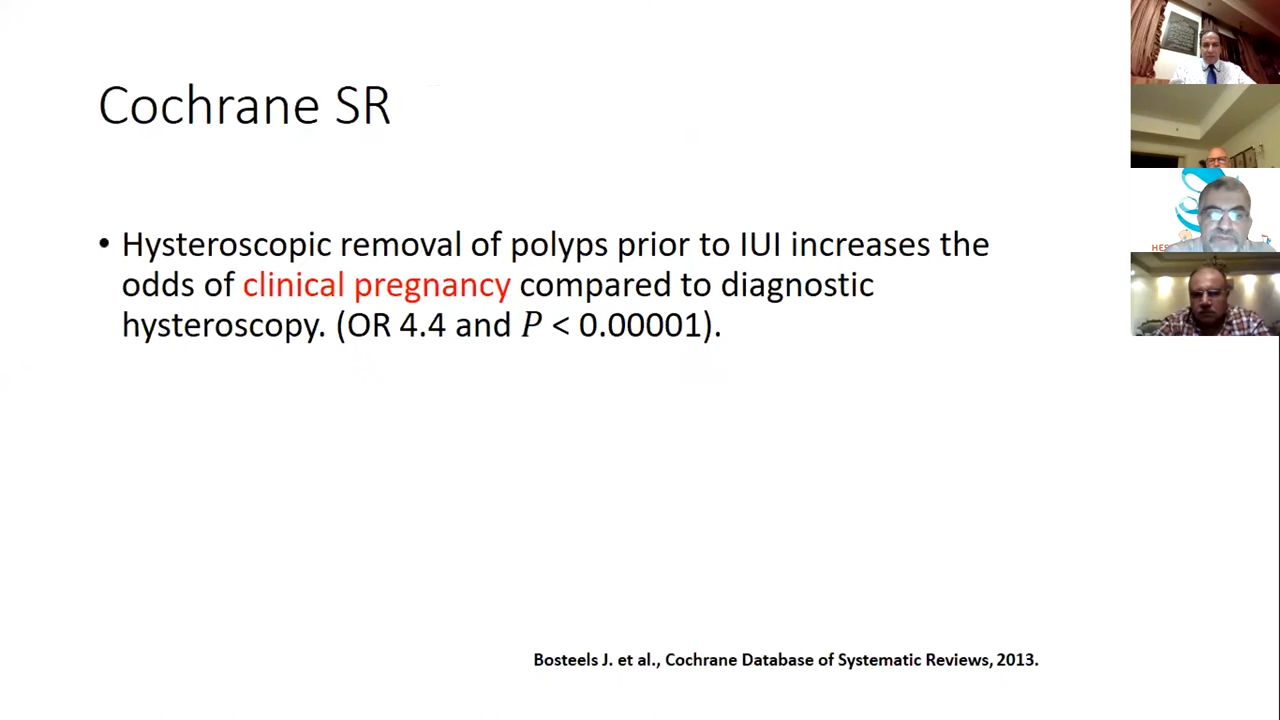 Cochrane SR
• Hysteroscopic removal of polyps prior to IUI increases the
odds of clinical pregnancy compared to diagnostic
hysteroscopy. (OR 4.4 and P < 0.00001).
Bosteels J. et al., Cochrane Database of Systematic Reviews, 2013.